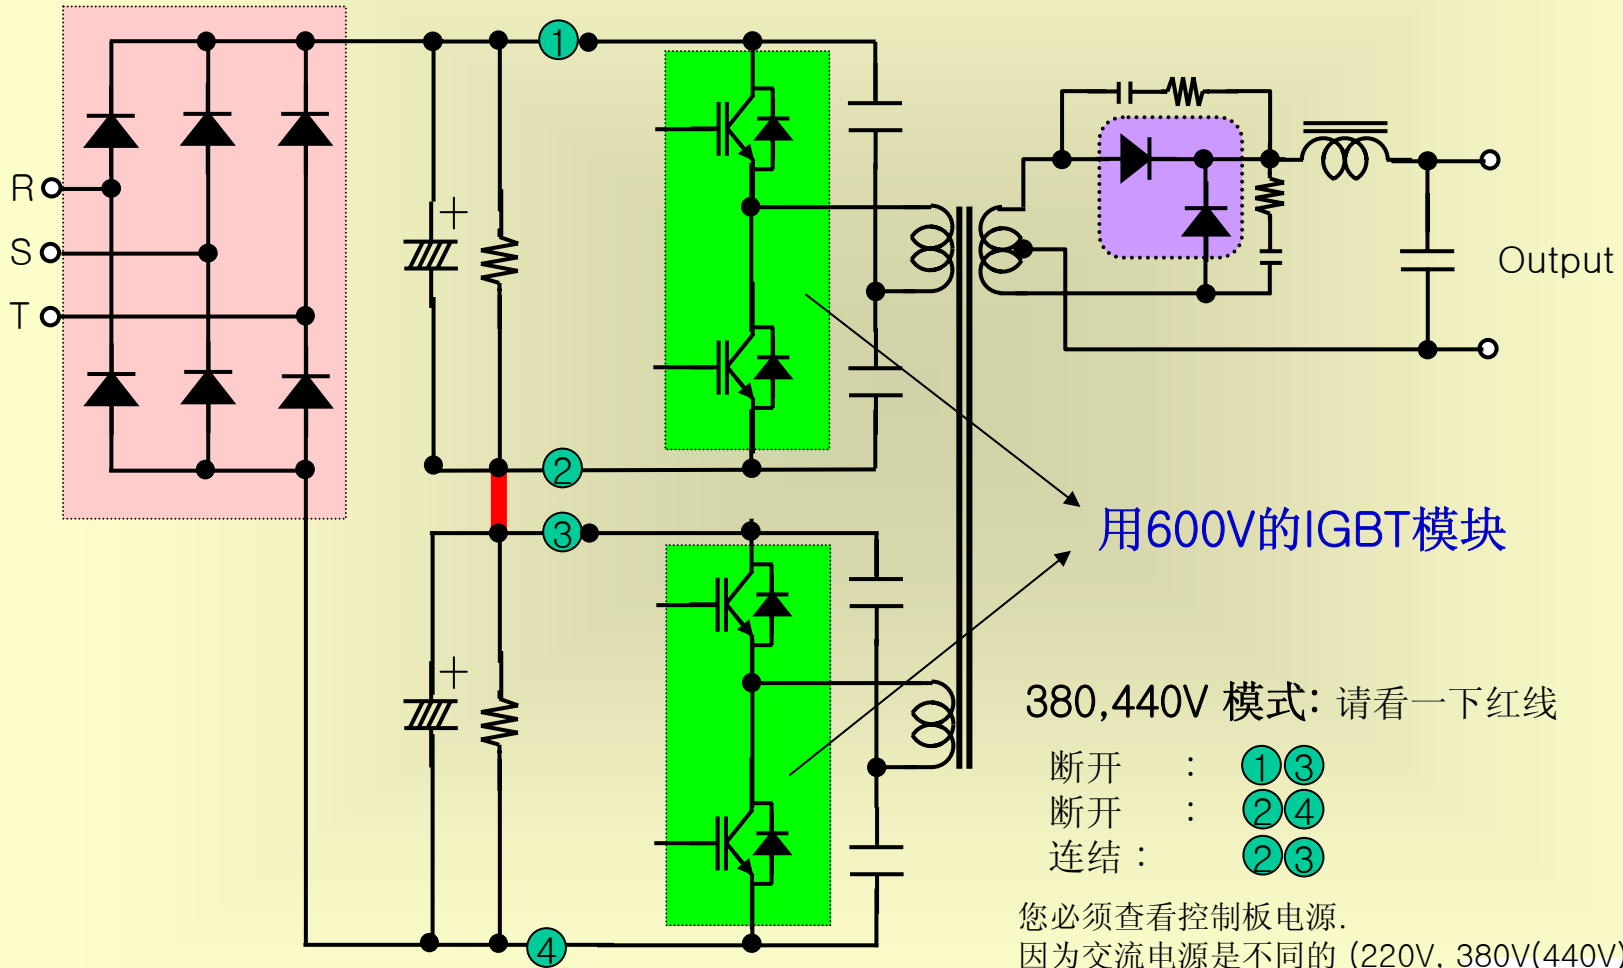 ①
R
S
T
+
Output
②
③
用600V的IGBT模块
+
380,440V 模式: 请看一下红线
断开 : ①③
断开 : ②④
连结 : ②③
④
您必须查看控制板电源.
因为交流电源是不同的 (220V, 380V(440V)